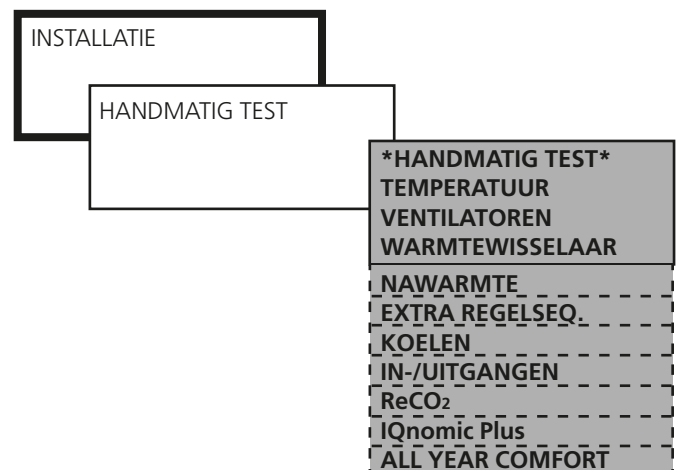 INSTALLATIE
HANDMATIG TEST
*HANDMATIG TEST*
TEMPERATUUR
VENTILATOREN
WARMTEWISSELAAR
NAWARMTE
EXTRA REGELSEQ.
KOELEN
IN-/UITGANGEN
ReCO₂
IQnomic Plus
ALL YEAR COMFORT